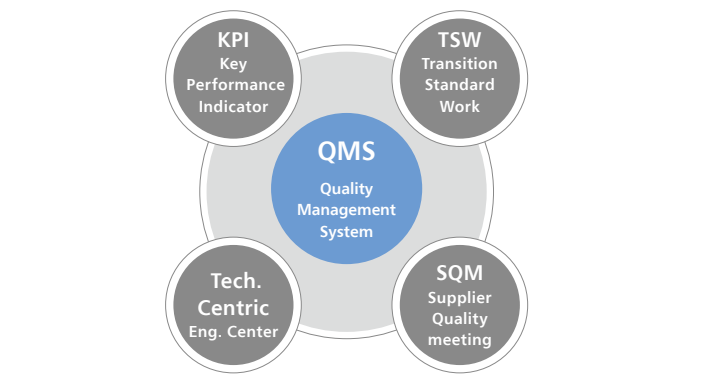 KPI
Key
Performance
Indicator
TSW
Transition
Standard
Work
QMS
Quality
Management
System
Tech.
Centric
Eng. Center
SQM
Supplier
Quality
meeting